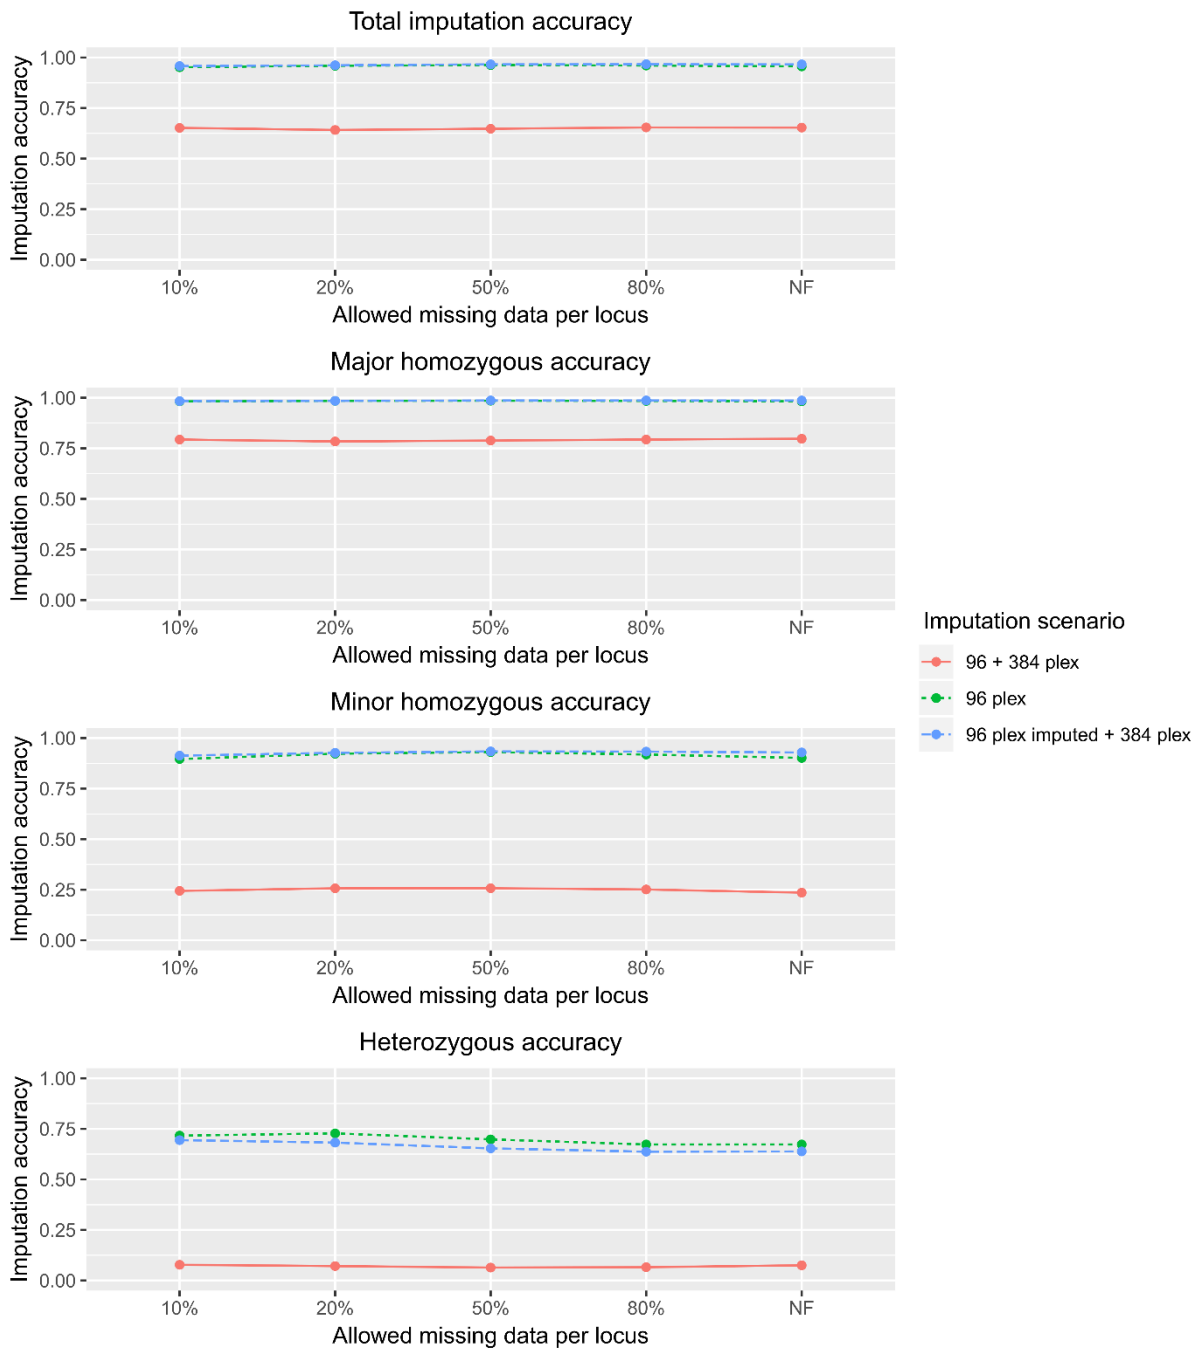 Total imputation accuracy
Imputation accuracy
1.00
0.75
0.50
0.25
0.00
10% 20% 50% 80% NF
Allowed missing data per locus
Major homozygous accuracy
Imputation accuracy
1.00
0.75
0.50
0.25
0.00
10% 20% 50% 80% NF
Allowed missing data per locus
Minor homozygous accuracy
Imputation accuracy
1.00
0.75
0.50
0.25
0.00
10% 20% 50% 80% NF
Allowed missing data per locus
Heterozygous accuracy
Imputation accuracy
1.00
0.75
0.50
0.25
0.00
10% 20% 50% 80% NF
Allowed missing data per locus
Imputation scenario
96 + 384 plex
96 plex
96 plex imputed + 384 plex